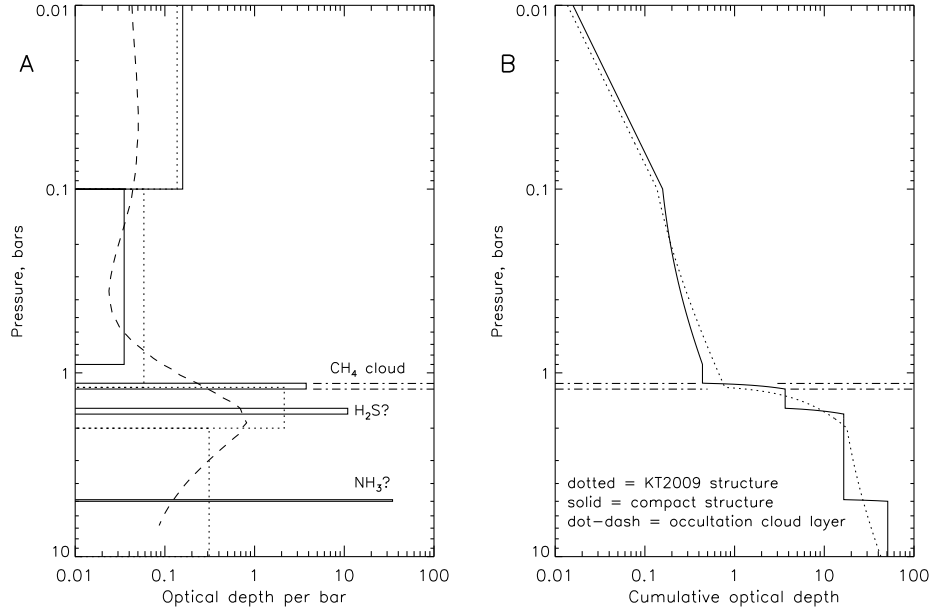 A
0.01
0.1
1
10
Pressure, bars
CH4 cloud
H2S?
NH3?
0.01 0.1 1 10 100
Optical depth per bar
B
0.01
0.1
1
10
Pressure, bars
dotted = KT2009 structure
solid = compact structure
dot-dash = occultation cloud layer
0.01 0.1 1 10 100
Cumulative optical depth